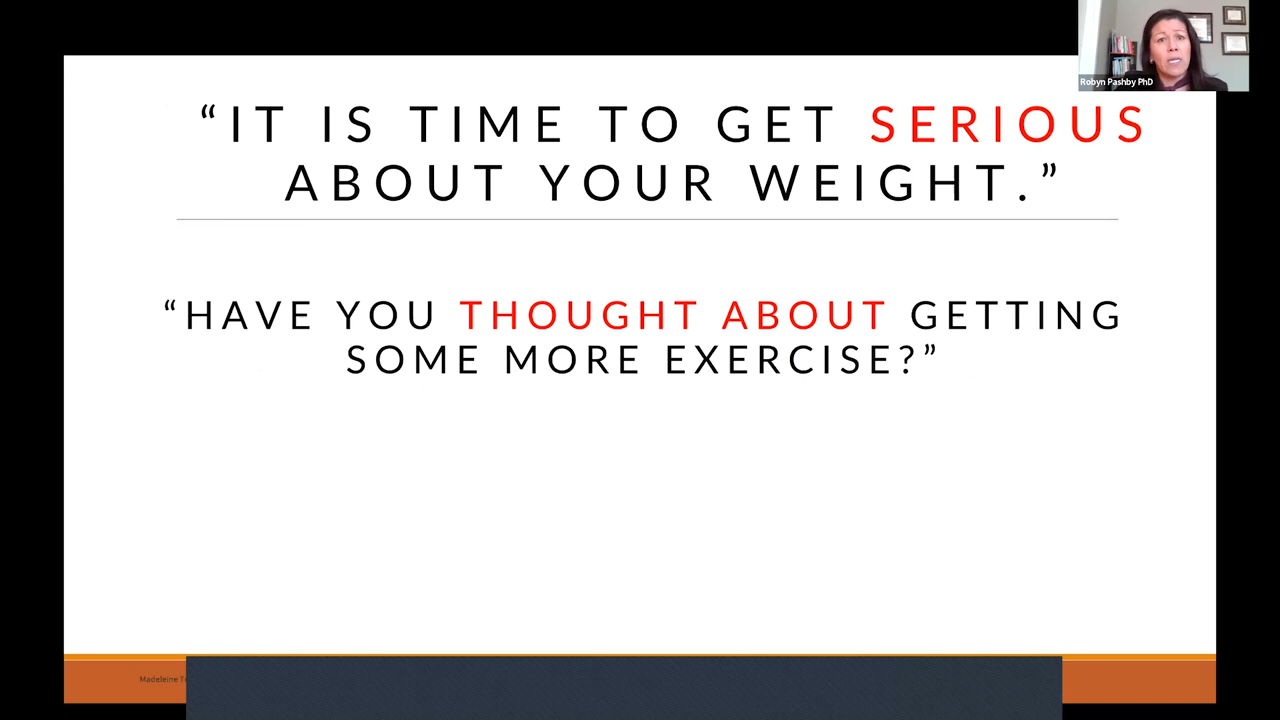 Robyn Pashby PhD
“IT IS TIME TO GET SERIOUS
ABOUT YOUR WEIGHT.”
“HAVE YOU THOUGHT ABOUT GETTING
SOME MORE EXERCISE?”
Madeleine